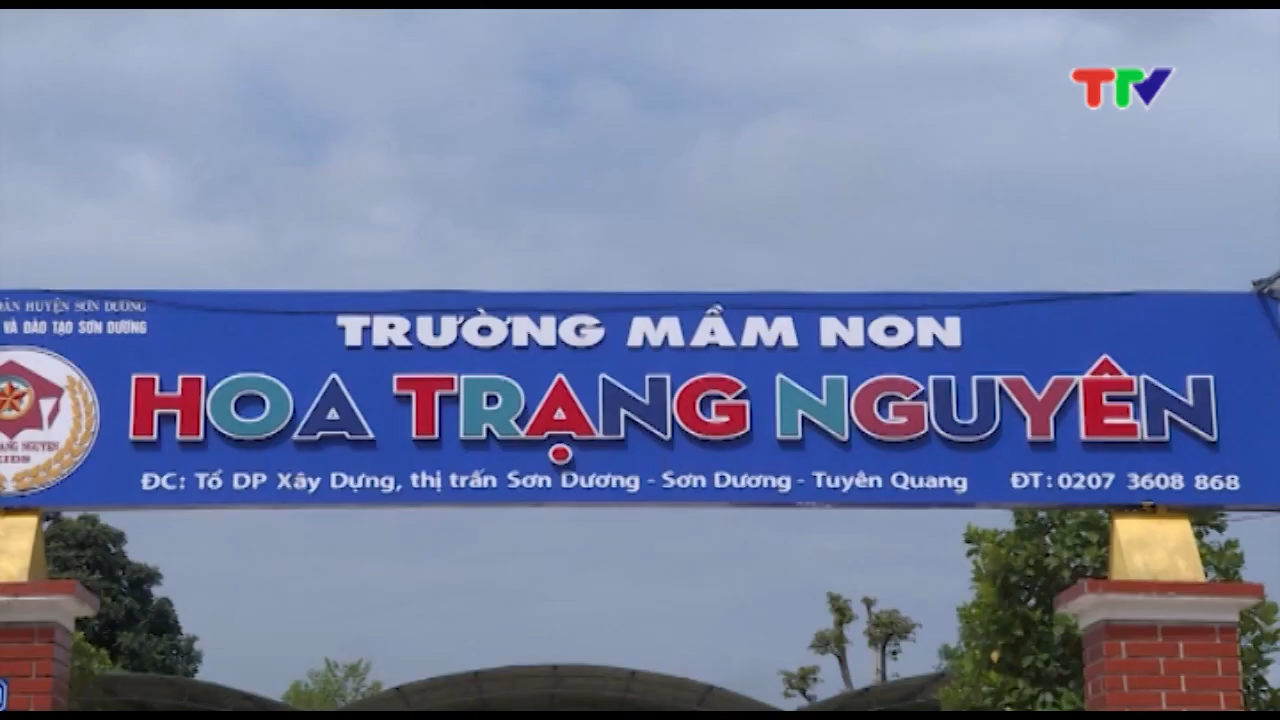 TTV
HUYỆN SƠN DƯƠNG
VÀ ĐÀO TẠO SƠN DƯƠNG
TRƯỜNG MẦM NON
HOA TRẠNG NGUYÊN
ĐC: Tổ DP Xây Dựng, thị trấn Sơn Dương - Sơn Dương - Tuyên Quang
ĐT: 0207 3608 868